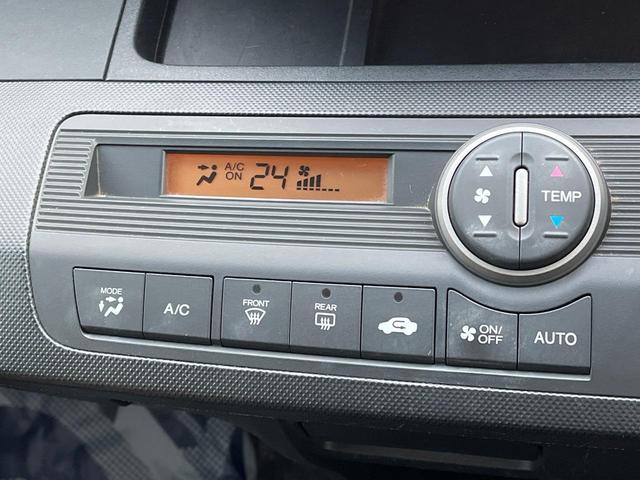 A/C
ON
24
TEMP
MODE
A/C
FRONT
REAR
ON/
OFF
AUTO